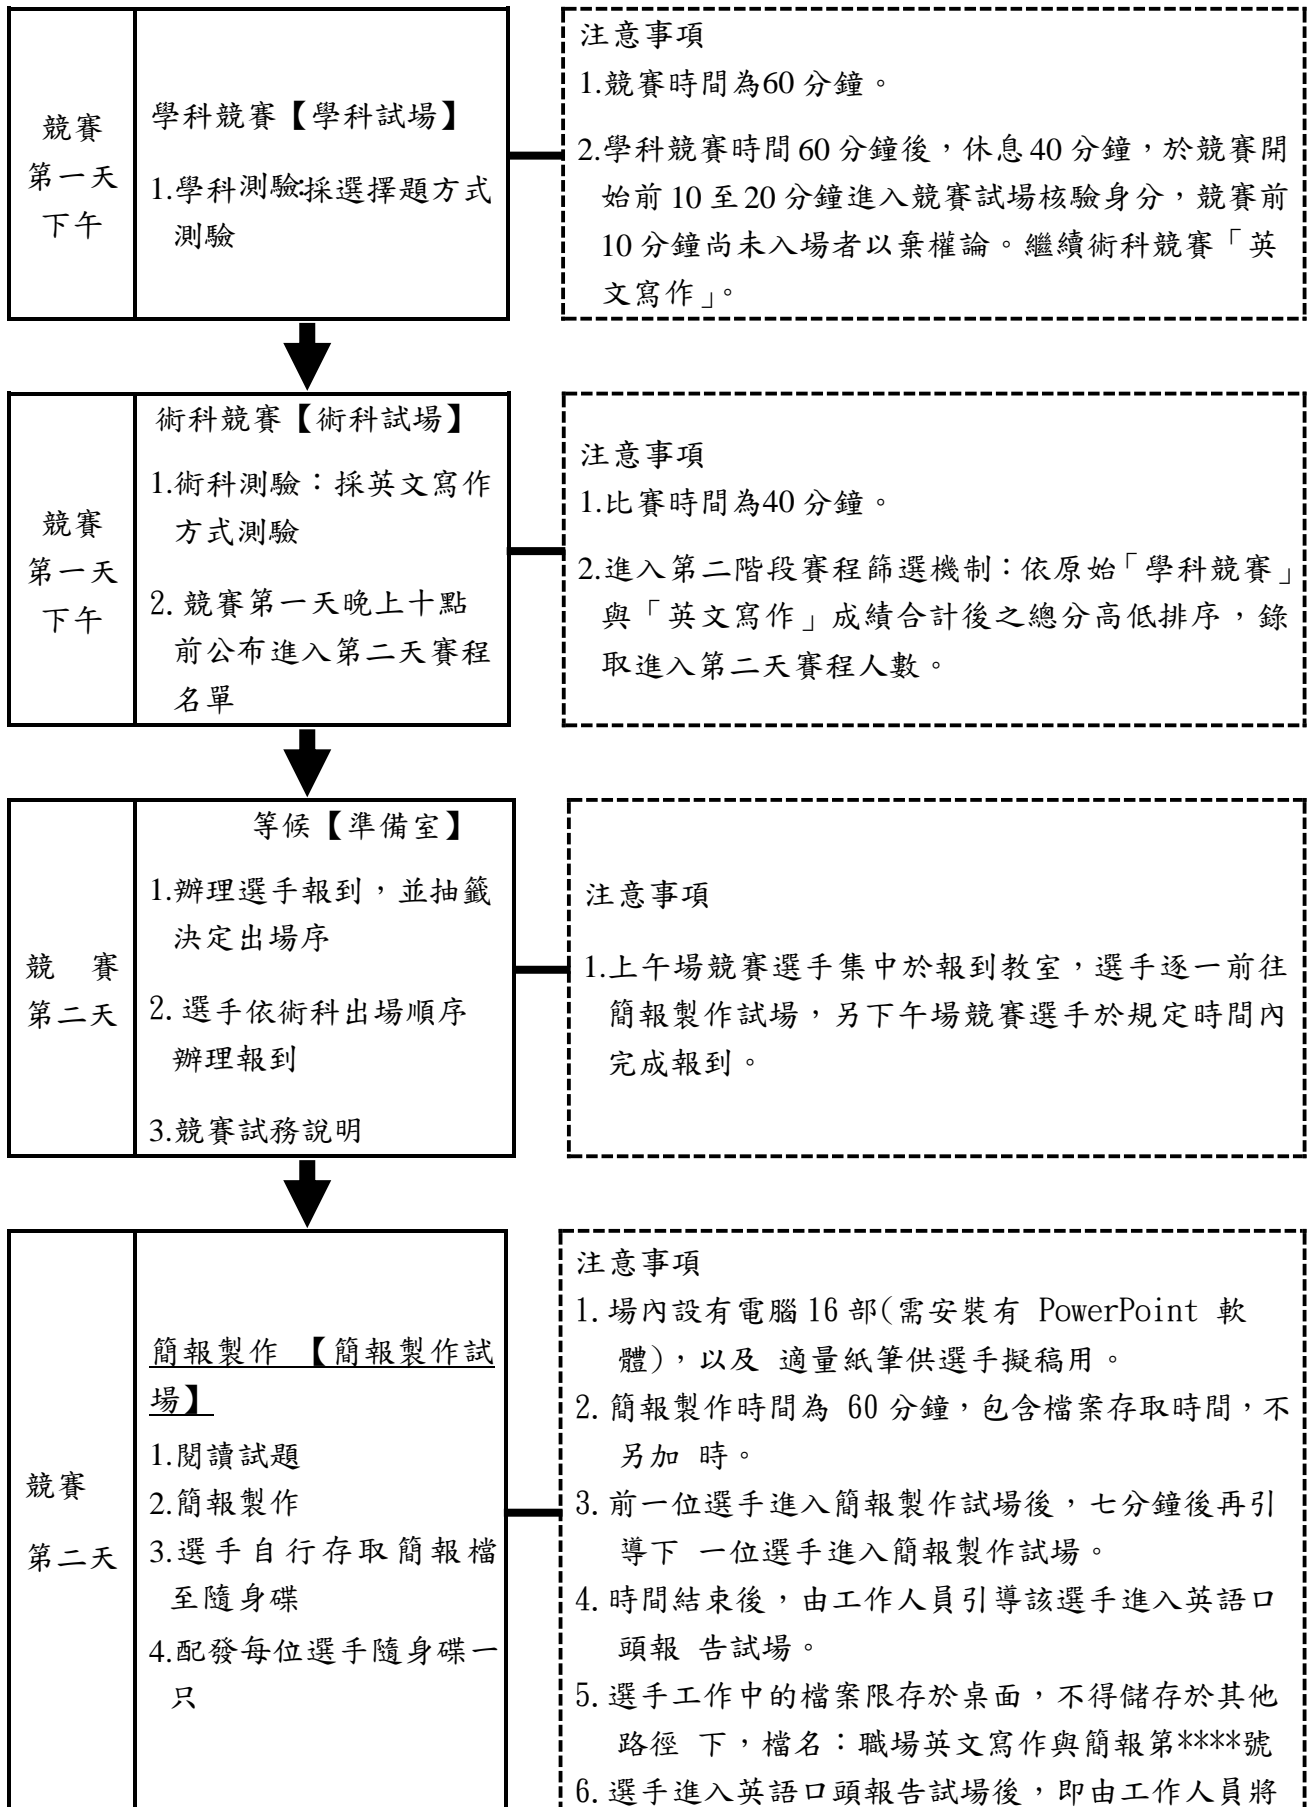 競賽
第一天
下午
學科競賽【學科試場】
1.學科測驗:採選擇題方式
測驗
注意事項
1.競賽時間為60分鐘。
2.學科競賽時間60分鐘後，休息40分鐘，於競賽開
始前10至20分鐘進入競賽試場核驗身分，競賽前
10分鐘尚未入場者以棄權論。繼續術科競賽「英
文寫作」。
競賽
第一天
下午
術科競賽【術科試場】
1.術科測驗：採英文寫作
方式測驗
2. 競賽第一天晚上十點
前公布進入第二天賽程
名單
注意事項
1.比賽時間為40分鐘。
2.進入第二階段賽程篩選機制：依原始「學科競賽」
與「英文寫作」成績合計後之總分高低排序，錄
取進入第二天賽程人數。
競　賽
第二天
等候【準備室】
1.辦理選手報到，並抽籤
決定出場序
2. 選手依術科出場順序
辦理報到
3.競賽試務說明
注意事項
1.上午場競賽選手集中於報到教室，選手逐一前往
簡報製作試場，另下午場競賽選手於規定時間內
完成報到。
競賽
第二天
簡報製作 【簡報製作試
場】
1.閱讀試題
2.簡報製作
3.選手自行存取簡報檔
至隨身碟
4.配發每位選手隨身碟一
只
注意事項
1. 場內設有電腦16部(需安裝有 PowerPoint 軟
體)，以及 適量紙筆供選手擬稿用。
2. 簡報製作時間為 60分鐘，包含檔案存取時間，不
另加 時。
3. 前一位選手進入簡報製作試場後，七分鐘後再引
導下 一位選手進入簡報製作試場。
4. 時間結束後，由工作人員引導該選手進入英語口
頭報 告試場。
5. 選手工作中的檔案限存於桌面，不得儲存於其他
路徑 下，檔名：職場英文寫作與簡報第****號
6. 選手進入英語口頭報告試場後，即由工作人員將